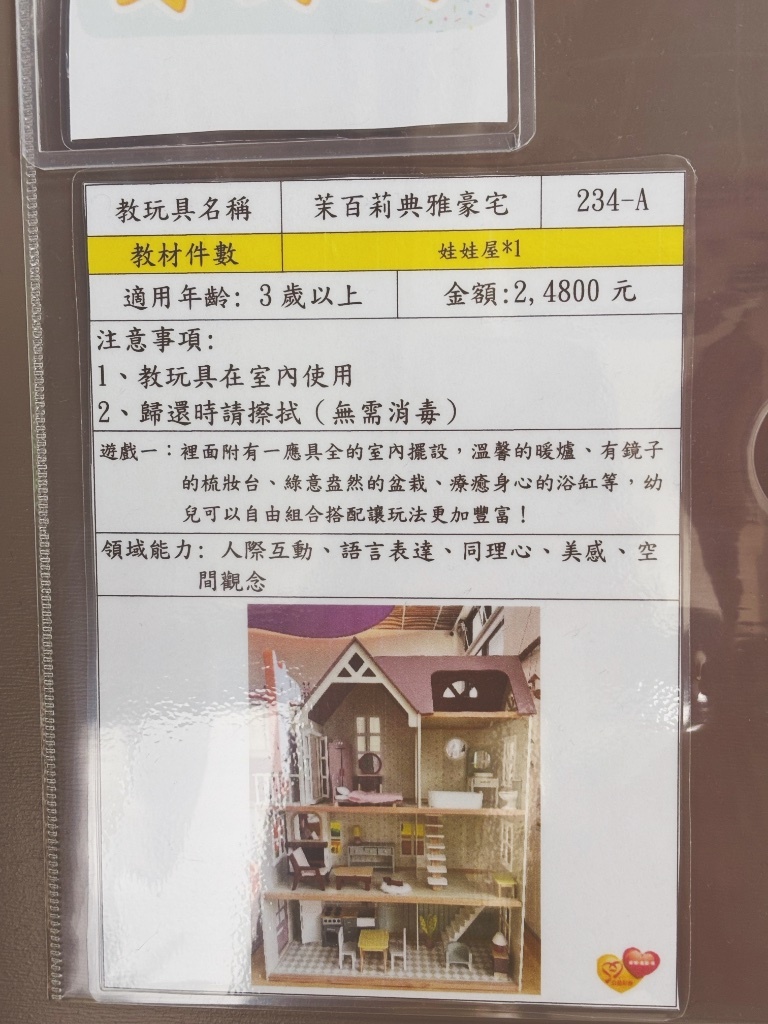 教玩具名稱 茉百莉典雅豪宅 234-A
教材件數 娃娃屋*1
適用年齡: 3 歲以上 金額:2,4800 元
注意事項:
1、教玩具在室內使用
2、歸還時請擦拭（無需消毒）
遊戲一：裡面附有一應具全的室內擺設，溫馨的暖爐、有鏡子
的梳妝台、綠意盎然的盆栽、療癒身心的浴缸等，幼
兒可以自由組合搭配讓玩法更加豐富！
領域能力: 人際互動、語言表達、同理心、美感、空
間觀念